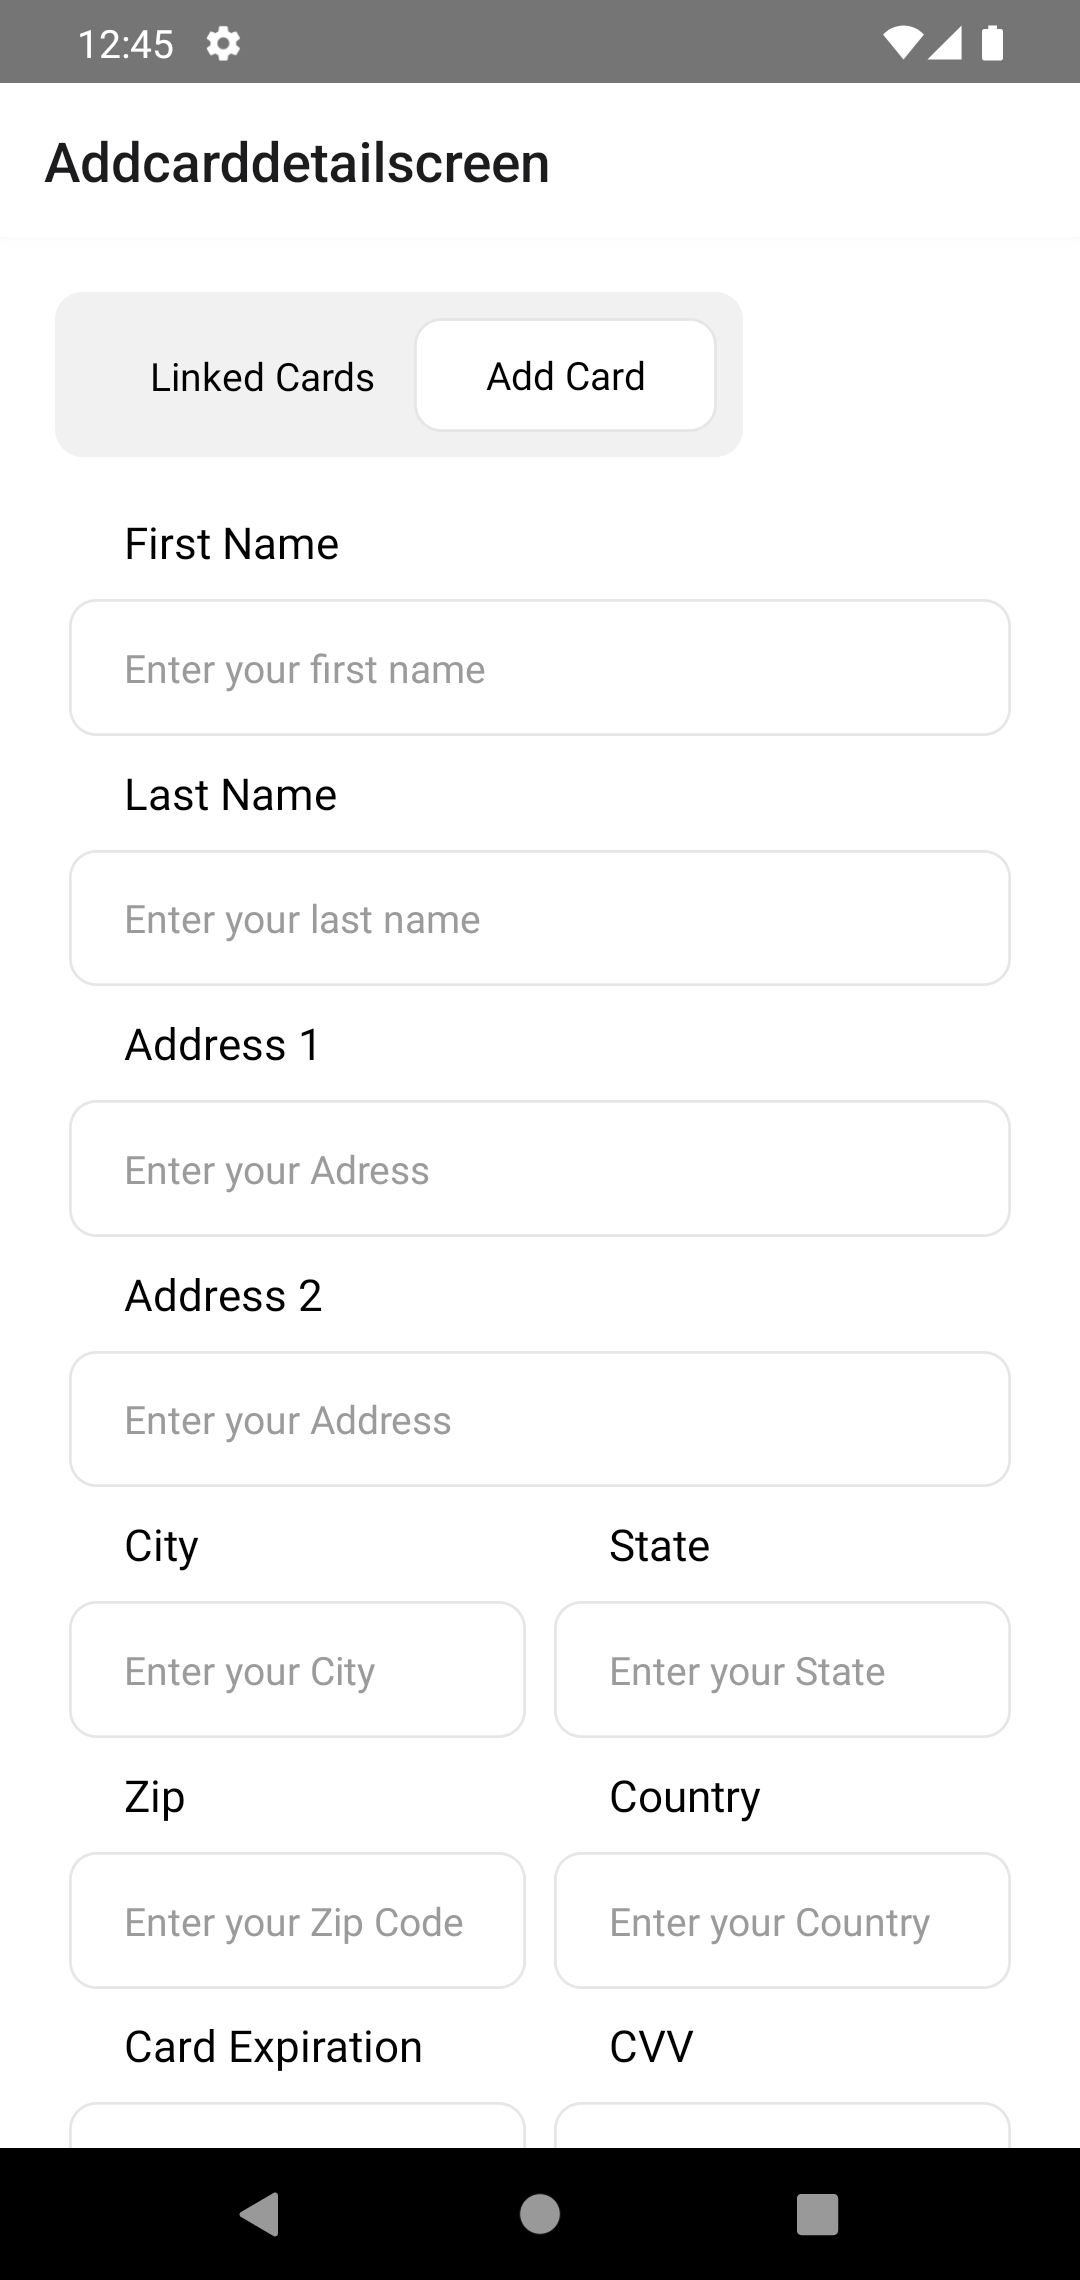 12:45
Addcarddetailscreen
Linked Cards Add Card
First Name
Enter your first name
Last Name
Enter your last name
Address 1
Enter your Adress
Address 2
Enter your Address
City State
Enter your City Enter your State
Zip Country
Enter your Zip Code Enter your Country
Card Expiration CVV